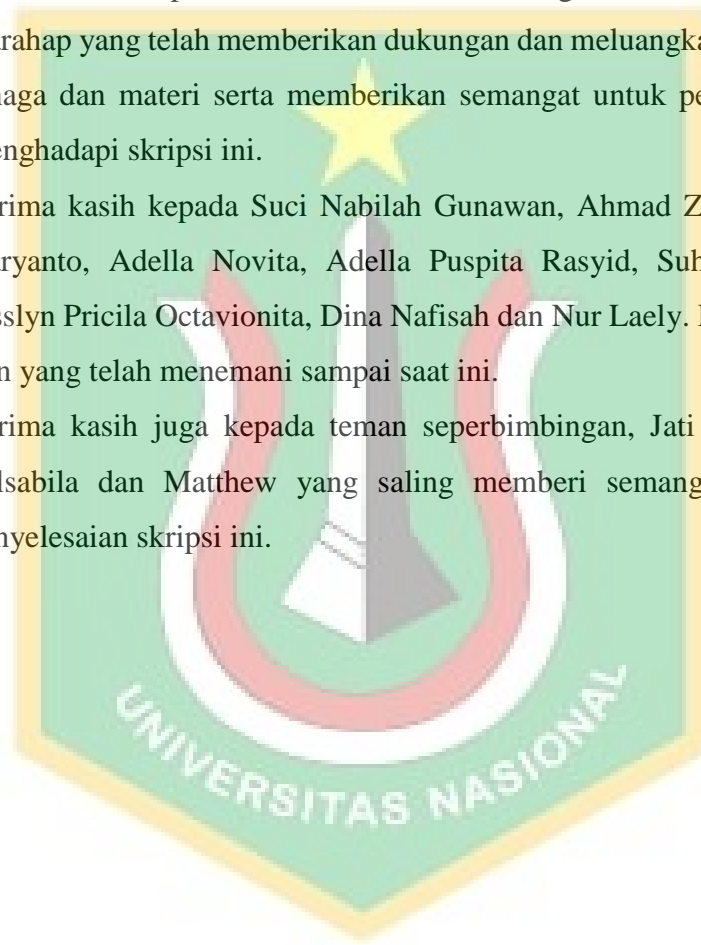 rahap yang telah memberikan dukungan dan meluangka
naga dan materi serta memberikan semangat untuk pe
enghadapi skripsi ini.
rima kasih kepada Suci Nabilah Gunawan, Ahmad Z
ryanto, Adella Novita, Adella Puspita Rasyid, Suh
sslyn Pricila Octavionita, Dina Nafisah dan Nur Laely.
n yang telah menemani sampai saat ini.
rima kasih juga kepada teman seperbimbingan, Jati
lsabila dan Matthew yang saling memberi semang
nyelesaian skripsi ini.
UNIVERSITAS NASIONAL